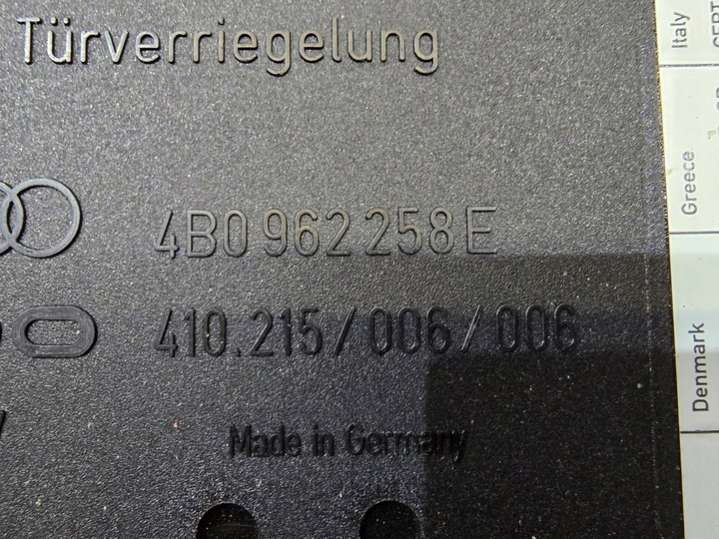 Türverriegelung
4B0 962 258 E
410.215/006/006
Made in Germany
Italy
Greece
Denmark